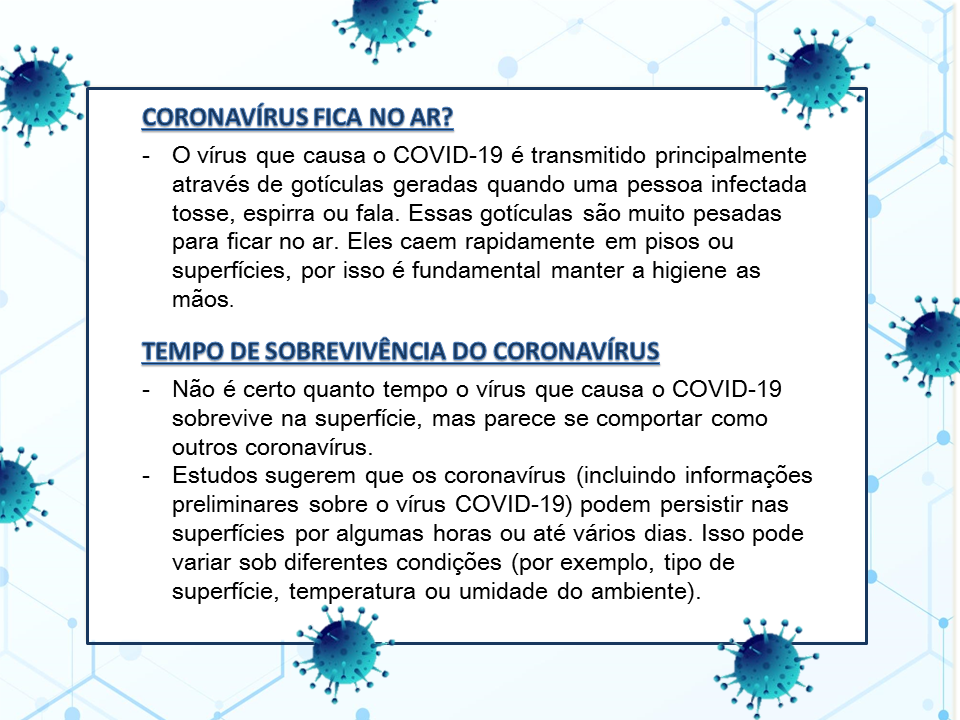 CORONAVÍRUS FICA NO AR?
- O vírus que causa o COVID-19 é transmitido principalmente
através de gotículas geradas quando uma pessoa infectada
tosse, espirra ou fala. Essas gotículas são muito pesadas
para ficar no ar. Eles caem rapidamente em pisos ou
superfícies, por isso é fundamental manter a higiene as
mãos.
TEMPO DE SOBREVIVÊNCIA DO CORONAVÍRUS
- Não é certo quanto tempo o vírus que causa o COVID-19
sobrevive na superfície, mas parece se comportar como
outros coronavírus.
- Estudos sugerem que os coronavírus (incluindo informações
preliminares sobre o vírus COVID-19) podem persistir nas
superfícies por algumas horas ou até vários dias. Isso pode
variar sob diferentes condições (por exemplo, tipo de
superfície, temperatura ou umidade do ambiente).